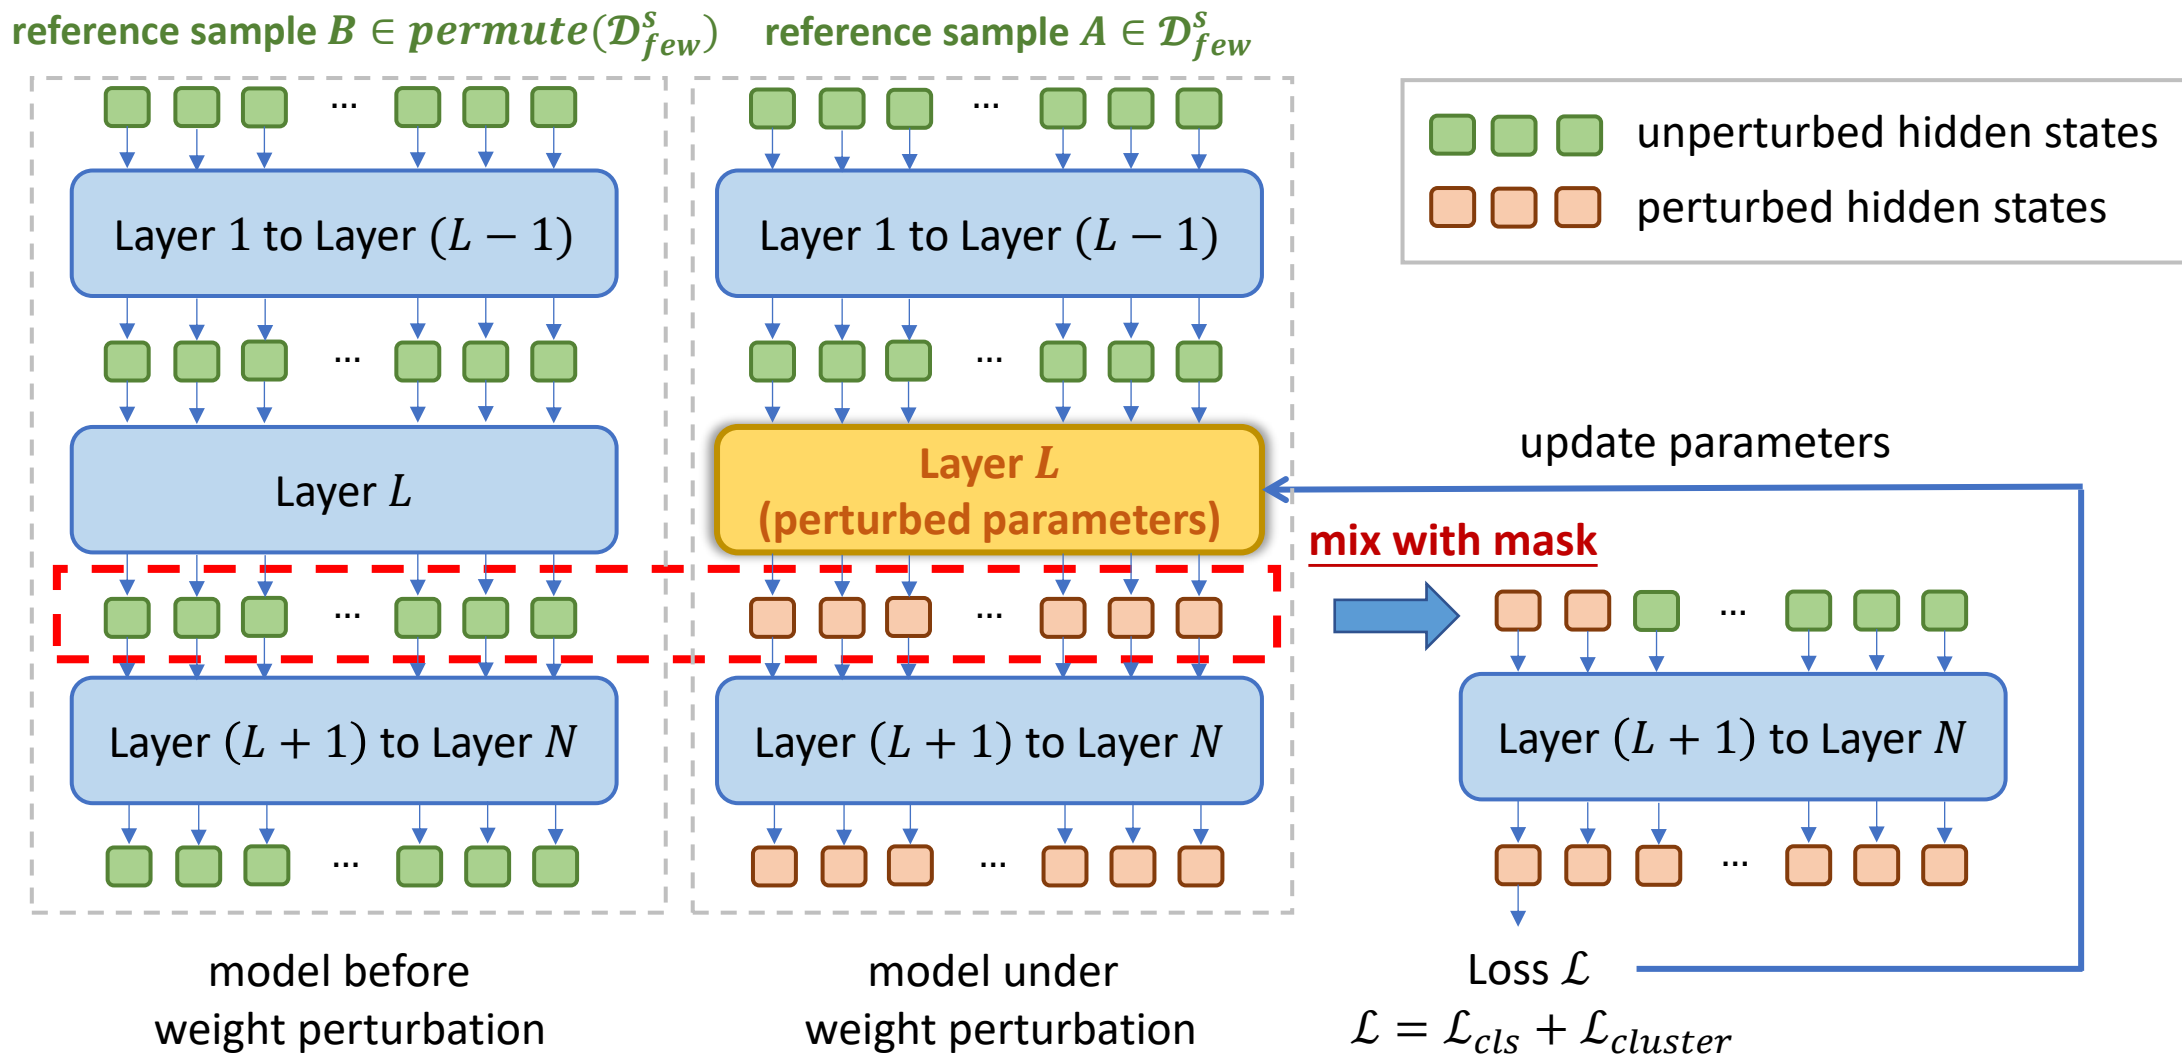 reference sample B ∈ permute(𝒟^s_few)
reference sample A ∈ 𝒟^s_few
... ...
unperturbed hidden states
perturbed hidden states
Layer 1 to Layer (L − 1)
Layer 1 to Layer (L − 1)
... ...
Layer L
Layer L
(perturbed parameters)
update parameters
mix with mask
... ... ...
Layer (L + 1) to Layer N
Layer (L + 1) to Layer N
Layer (L + 1) to Layer N
... ... ...
model before
weight perturbation
model under
weight perturbation
Loss ℒ
ℒ = ℒ_cls + ℒ_cluster